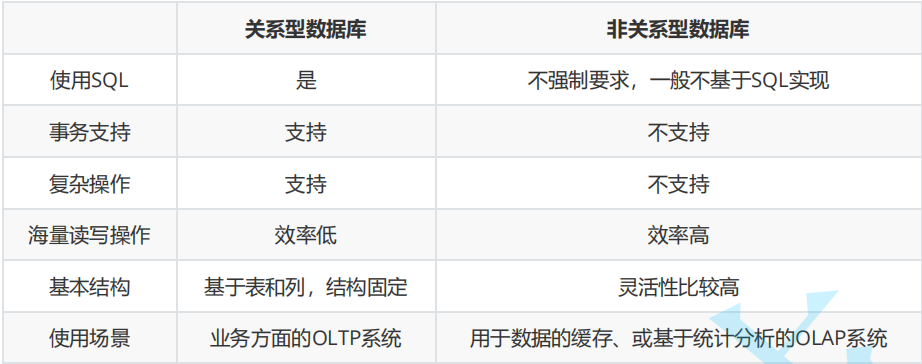 关系型数据库 非关系型数据库
使用SQL 是 不强制要求，一般不基于SQL实现
事务支持 支持 不支持
复杂操作 支持 不支持
海量读写操作 效率低 效率高
基本结构 基于表和列，结构固定 灵活性比较高
使用场景 业务方面的OLTP系统 用于数据的缓存、或基于统计分析的OLAP系统